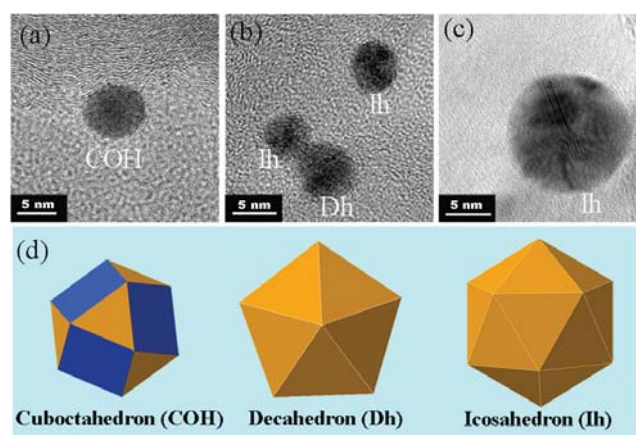 (a)
COH
5 nm
(b)
Ih
Ih
Dh
5 nm
(c)
Ih
5 nm
(d)
Cuboctahedron (COH)
Decahedron (Dh)
Icosahedron (Ih)